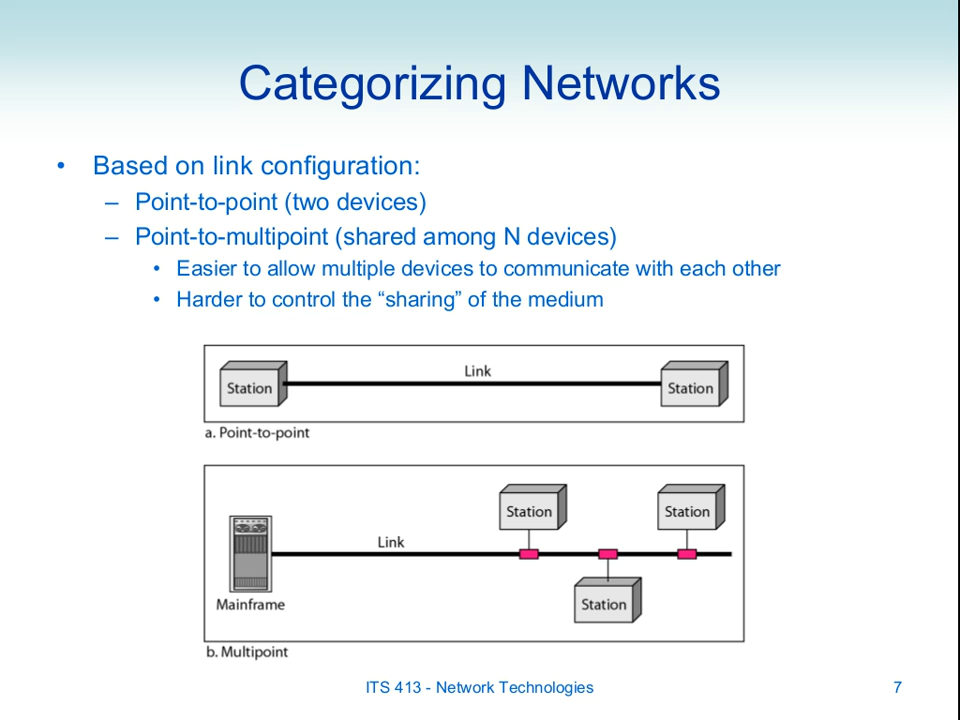 Categorizing Networks
• Based on link configuration:
– Point-to-point (two devices)
– Point-to-multipoint (shared among N devices)
• Easier to allow multiple devices to communicate with each other
• Harder to control the “sharing” of the medium
Link
Station
Station
a. Point-to-point
Station
Station
Link
Mainframe
Station
b. Multipoint
ITS 413 - Network Technologies
7